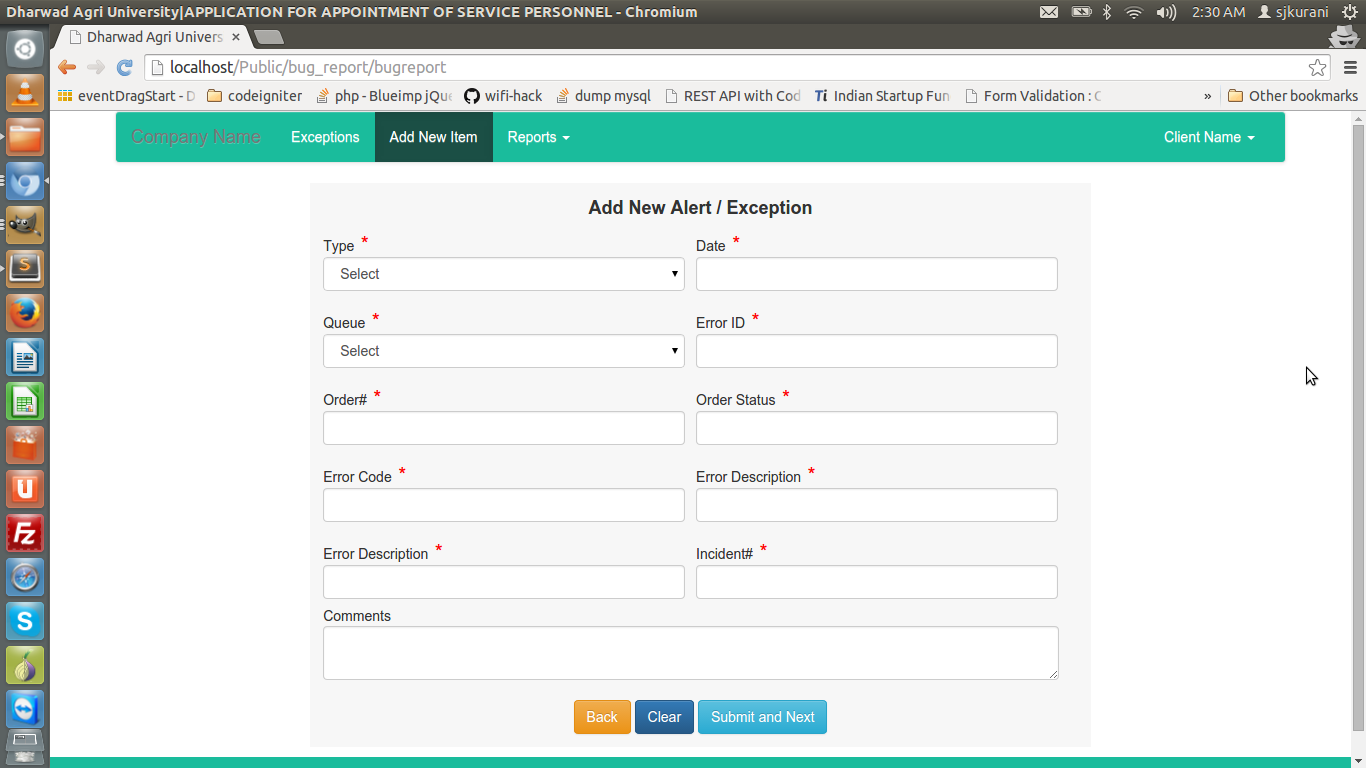 Dharwad Agri University|APPLICATION FOR APPOINTMENT OF SERVICE PERSONNEL - Chromium
2:30 AM sjkurani
Dharwad Agri Univers
localhost/Public/bug_report/bugreport
eventDragStart - D codeigniter php - Blueimp jQue wifi-hack dump mysql REST API with Cod Ti Indian Startup Fun Form Validation : C » Other bookmarks
Company Name Exceptions Add New Item Reports Client Name
Add New Alert / Exception
Type * Date *
Select
Queue * Error ID *
Select
Order# * Order Status *
Error Code * Error Description *
Error Description * Incident# *
Comments
Back Clear Submit and Next